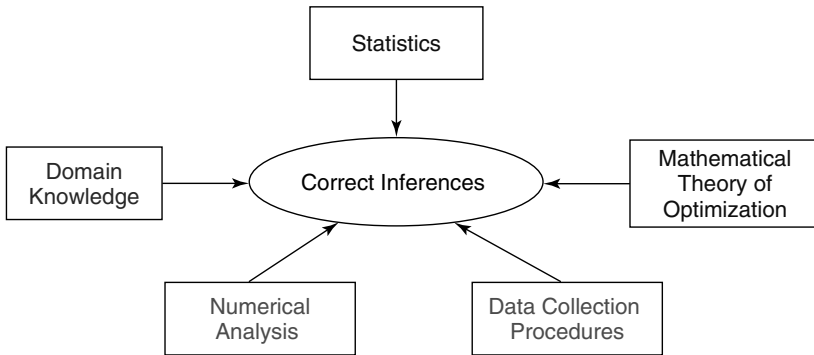 Statistics
Domain
Knowledge
Correct Inferences
Mathematical
Theory of
Optimization
Numerical
Analysis
Data Collection
Procedures